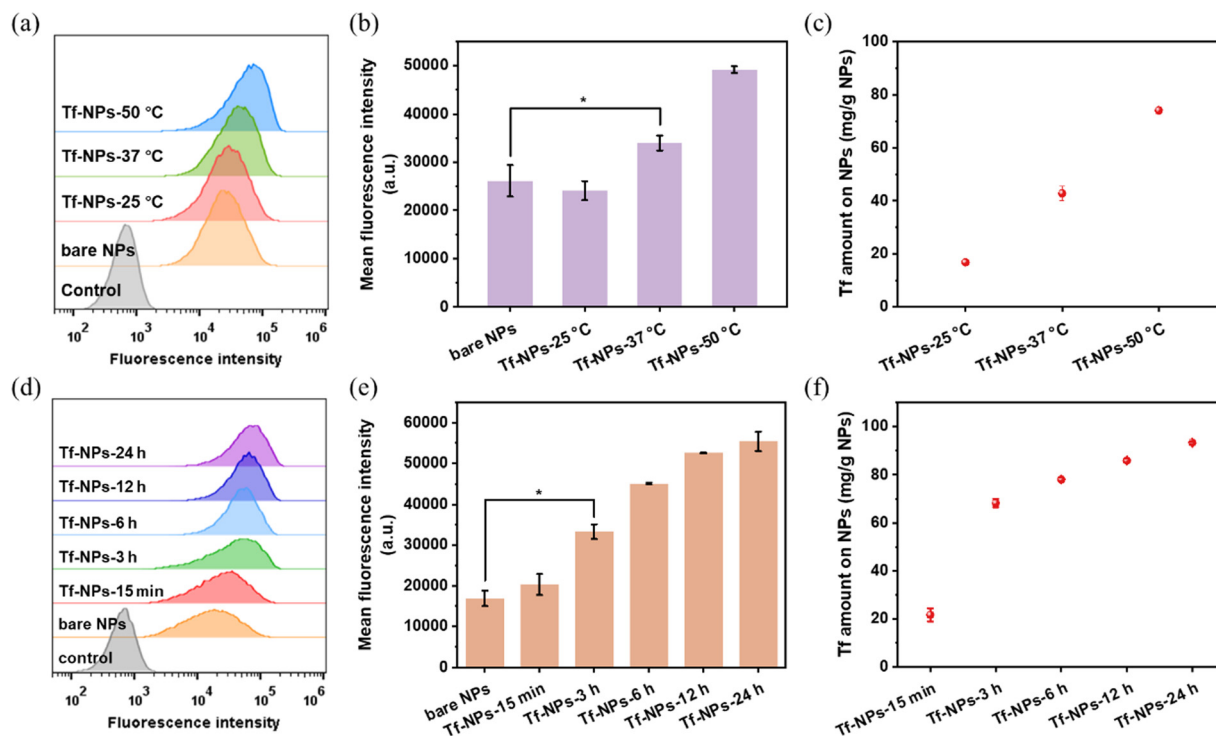 (a)
Tf-NPs-50 °C
Tf-NPs-37 °C
Tf-NPs-25 °C
bare NPs
Control
10² 10³ 10⁴ 10⁵ 10⁶
Fluorescence intensity
(b)
Mean fluorescence intensity
(a.u.)
50000
40000
30000
20000
10000
0
*
bare NPs
Tf-NPs-25 °C
Tf-NPs-37 °C
Tf-NPs-50 °C
(c)
Tf amount on NPs (mg/g NPs)
100
80
60
40
20
0
Tf-NPs-25 °C
Tf-NPs-37 °C
Tf-NPs-50 °C
(d)
Tf-NPs-24 h
Tf-NPs-12 h
Tf-NPs-6 h
Tf-NPs-3 h
Tf-NPs-15 min
bare NPs
control
10² 10³ 10⁴ 10⁵ 10⁶
Fluorescence intensity
(e)
Mean fluorescence intensity
(a.u.)
60000
50000
40000
30000
20000
10000
0
*
bare NPs
Tf-NPs-15 min
Tf-NPs-3 h
Tf-NPs-6 h
Tf-NPs-12 h
Tf-NPs-24 h
(f)
Tf amount on NPs (mg/g NPs)
100
80
60
40
20
0
Tf-NPs-15 min
Tf-NPs-3 h
Tf-NPs-6 h
Tf-NPs-12 h
Tf-NPs-24 h